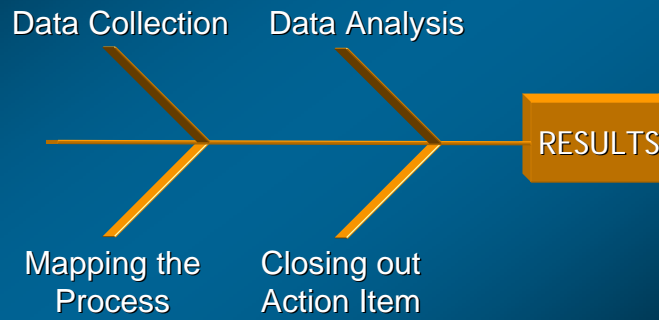 Data Collection
Data Analysis
RESULTS
Mapping the
Process
Closing out
Action Item